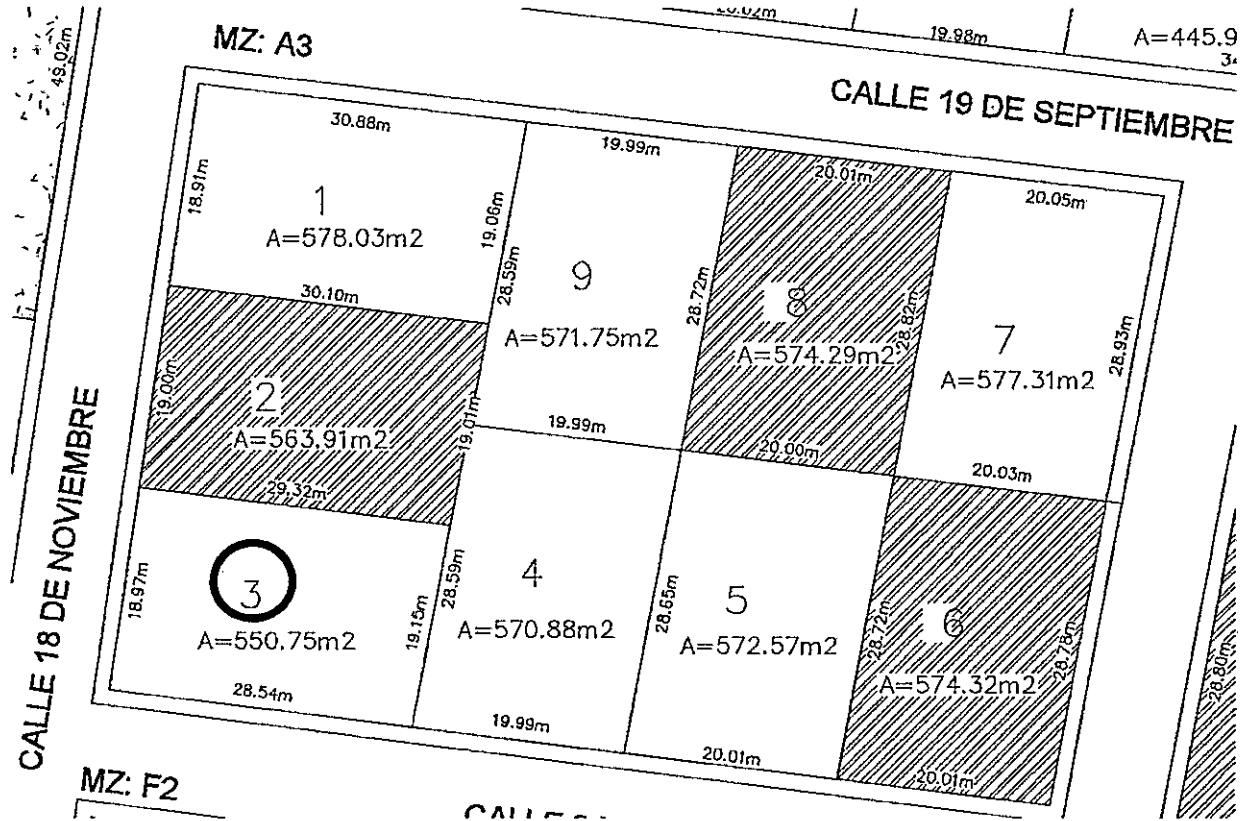 49.02m
19.98m
A=445.9
MZ: A3
CALLE 19 DE SEPTIEMBRE
30.88m
18.91m
1
A=578.03m2
19.06m
30.10m
19.99m
28.59m
9
A=571.75m2
28.72m
19.99m
20.01m
8
A=574.29m2
28.82m
20.00m
20.05m
7
A=577.31m2
28.93m
20.03m
19.00m
2
A=563.91m2
19.01m
29.32m
CALLE 18 DE NOVIEMBRE
18.97m
3
A=550.75m2
19.15m
28.54m
28.59m
4
A=570.88m2
28.65m
19.99m
5
A=572.57m2
28.72m
20.01m
6
A=574.32m2
28.78m
20.01m
28.80m
MZ: F2
CALLE